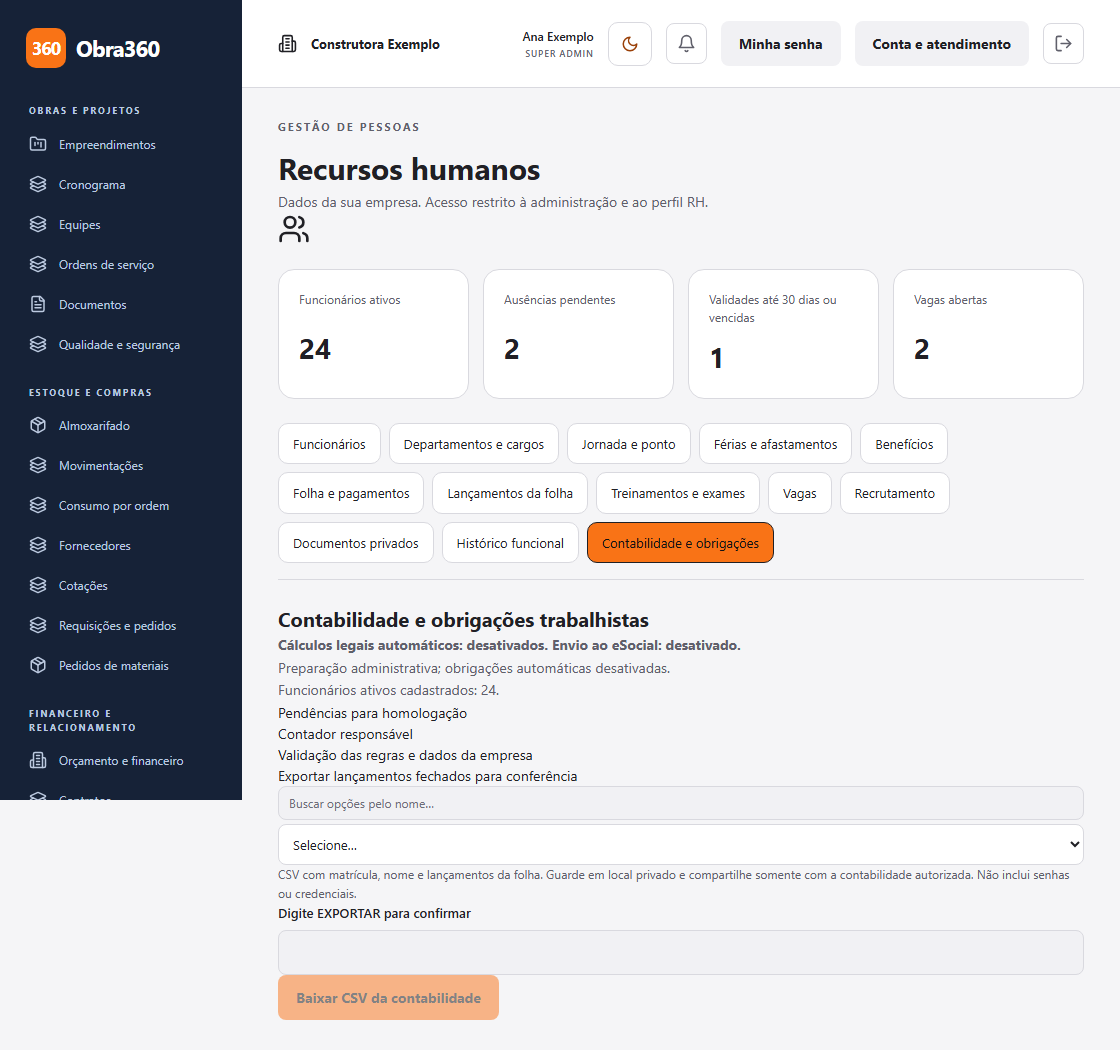 360 Obra360
OBRAS E PROJETOS
Empreendimentos
Cronograma
Equipes
Ordens de serviço
Documentos
Qualidade e segurança
ESTOQUE E COMPRAS
Almoxarifado
Movimentações
Consumo por ordem
Fornecedores
Cotações
Requisições e pedidos
Pedidos de materiais
FINANCEIRO E
RELACIONAMENTO
Orçamento e financeiro
Contratos
Construtora Exemplo
Ana Exemplo
SUPER ADMIN
Minha senha
Conta e atendimento
GESTÃO DE PESSOAS
Recursos humanos
Dados da sua empresa. Acesso restrito à administração e ao perfil RH.
Funcionários ativos
24
Ausências pendentes
2
Validades até 30 dias ou
vencidas
1
Vagas abertas
2
Funcionários
Departamentos e cargos
Jornada e ponto
Férias e afastamentos
Benefícios
Folha e pagamentos
Lançamentos da folha
Treinamentos e exames
Vagas
Recrutamento
Documentos privados
Histórico funcional
Contabilidade e obrigações
Contabilidade e obrigações trabalhistas
Cálculos legais automáticos: desativados. Envio ao eSocial: desativado.
Preparação administrativa; obrigações automáticas desativadas.
Funcionários ativos cadastrados: 24.
Pendências para homologação
Contador responsável
Validação das regras e dados da empresa
Exportar lançamentos fechados para conferência
Buscar opções pelo nome...
Selecione...
CSV com matrícula, nome e lançamentos da folha. Guarde em local privado e compartilhe somente com a contabilidade autorizada. Não inclui senhas
ou credenciais.
Digite EXPORTAR para confirmar
Baixar CSV da contabilidade